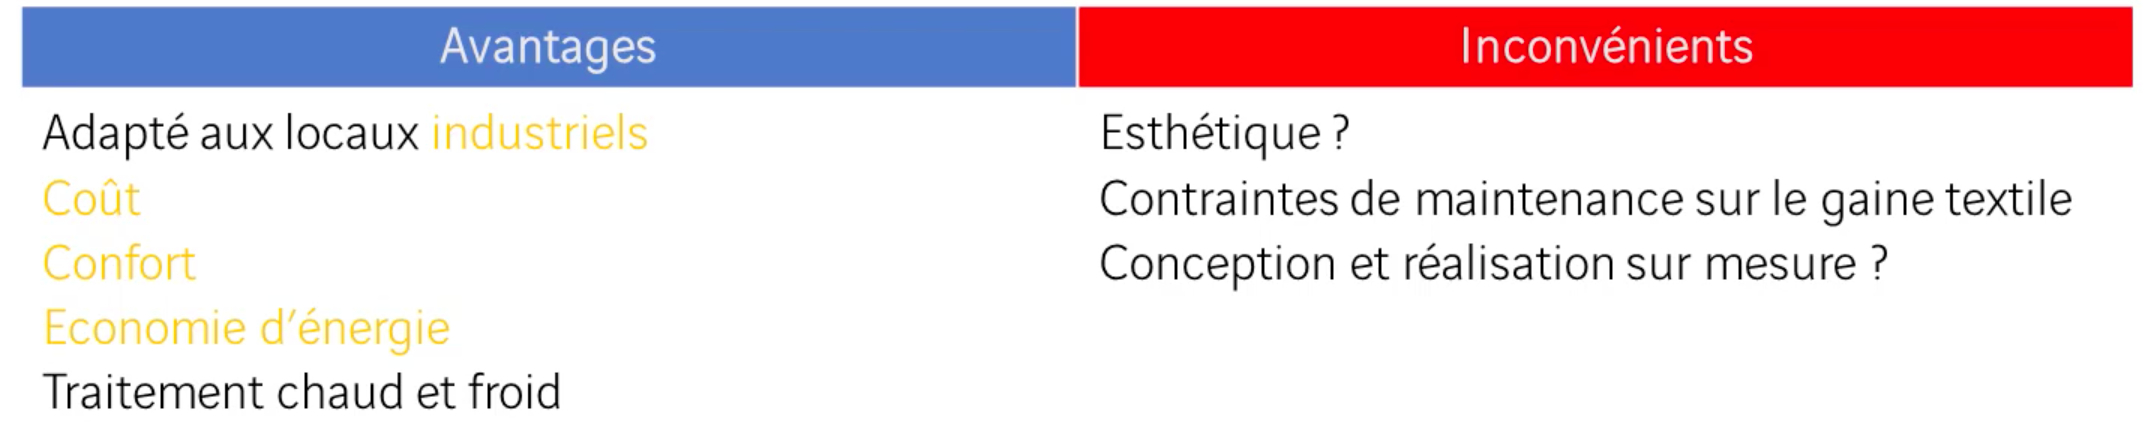 Avantages
Inconvénients
Adapté aux locaux industriels
Coût
Confort
Economie d’énergie
Traitement chaud et froid
Esthétique ?
Contraintes de maintenance sur le gaine textile
Conception et réalisation sur mesure ?